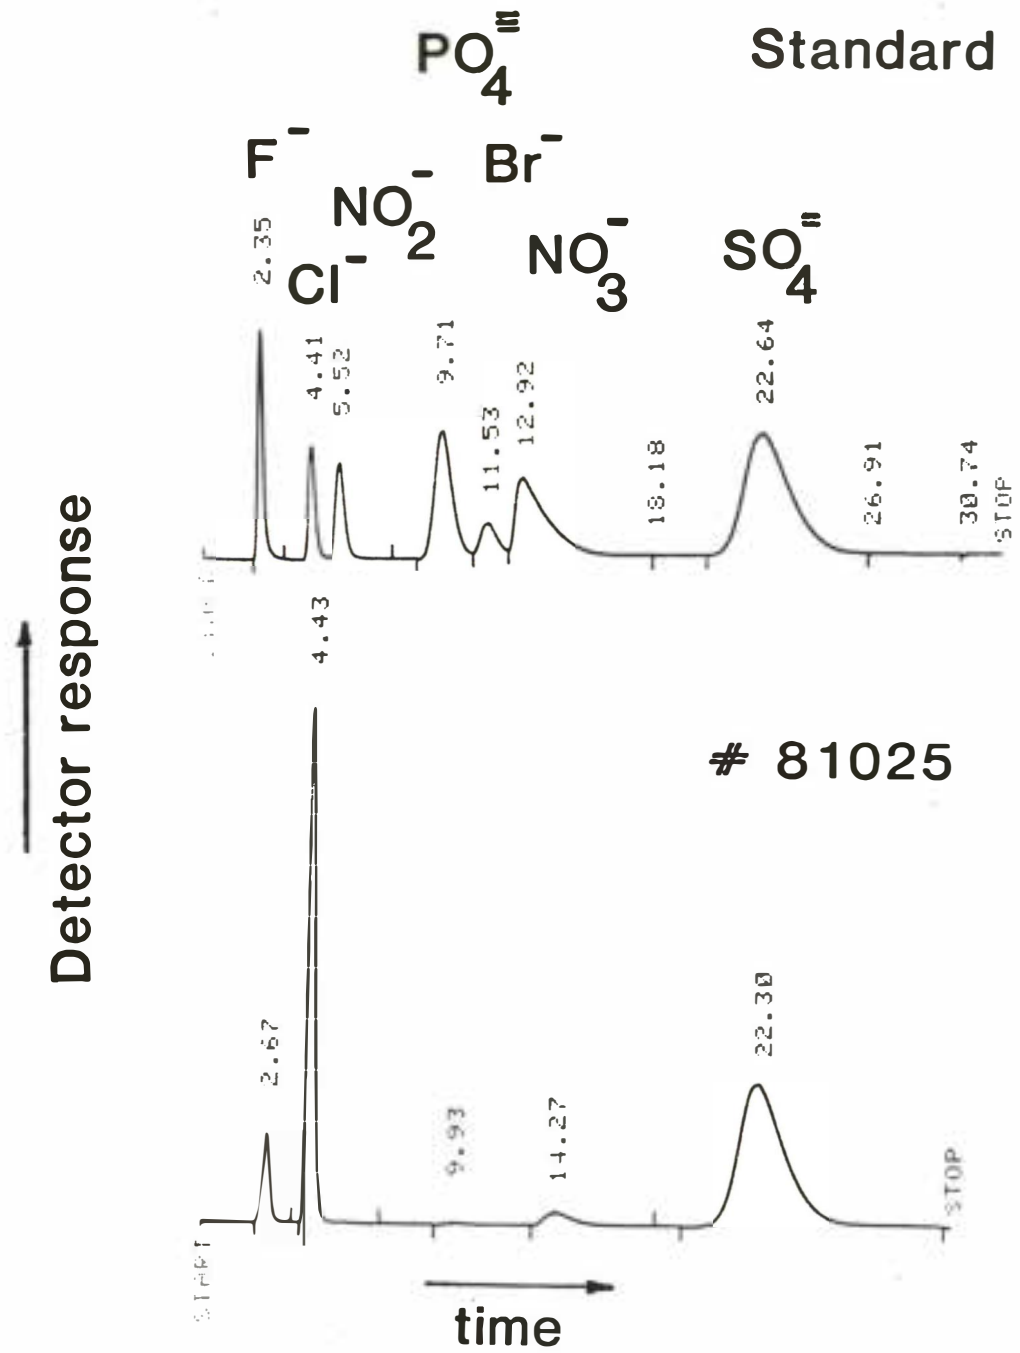 PO₄≡
Standard
F⁻
Br⁻
NO₂⁻
NO₃⁻
SO₄⁼
Cl⁻
2.35
4.41
5.52
9.71
11.53
12.92
18.18
22.64
26.91
30.74
STOP
Detector response
4.43
# 81025
2.67
9.93
14.27
22.30
STOP
START
time